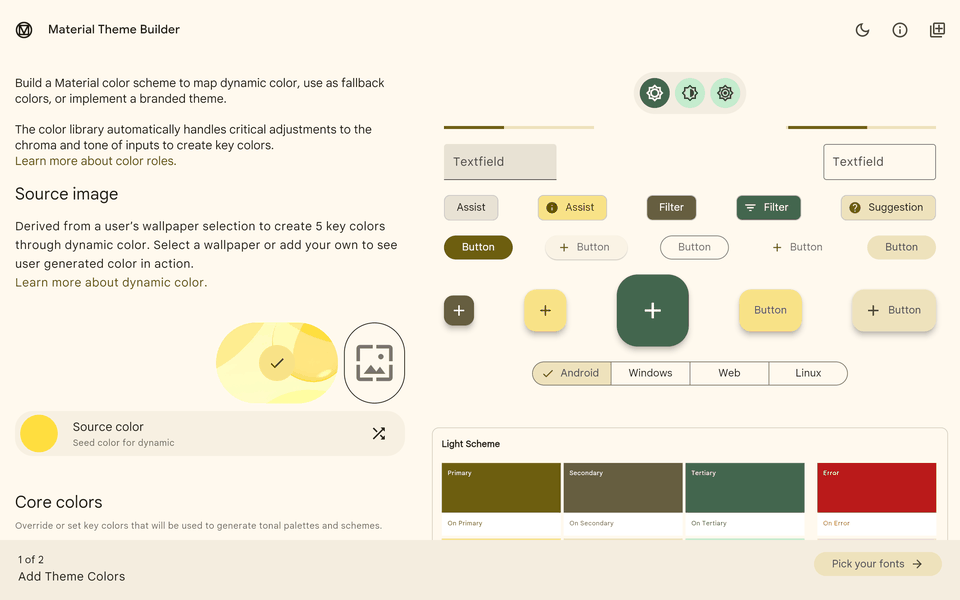 Material Theme Builder
Build a Material color scheme to map dynamic color, use as fallback
colors, or implement a branded theme.
The color library automatically handles critical adjustments to the
chroma and tone of inputs to create key colors.
Learn more about color roles.
Source image
Derived from a user's wallpaper selection to create 5 key colors
through dynamic color. Select a wallpaper or add your own to see
user generated color in action.
Learn more about dynamic color.
Source color
Seed color for dynamic
Core colors
Override or set key colors that will be used to generate tonal palettes and schemes.
Textfield Textfield
Assist Assist Filter Filter Suggestion
Button Button Button Button Button
Button Button
Android Windows Web Linux
Light Scheme
Primary Secondary Tertiary Error
On Primary On Secondary On Tertiary On Error
1 of 2
Add Theme Colors
Pick your fonts